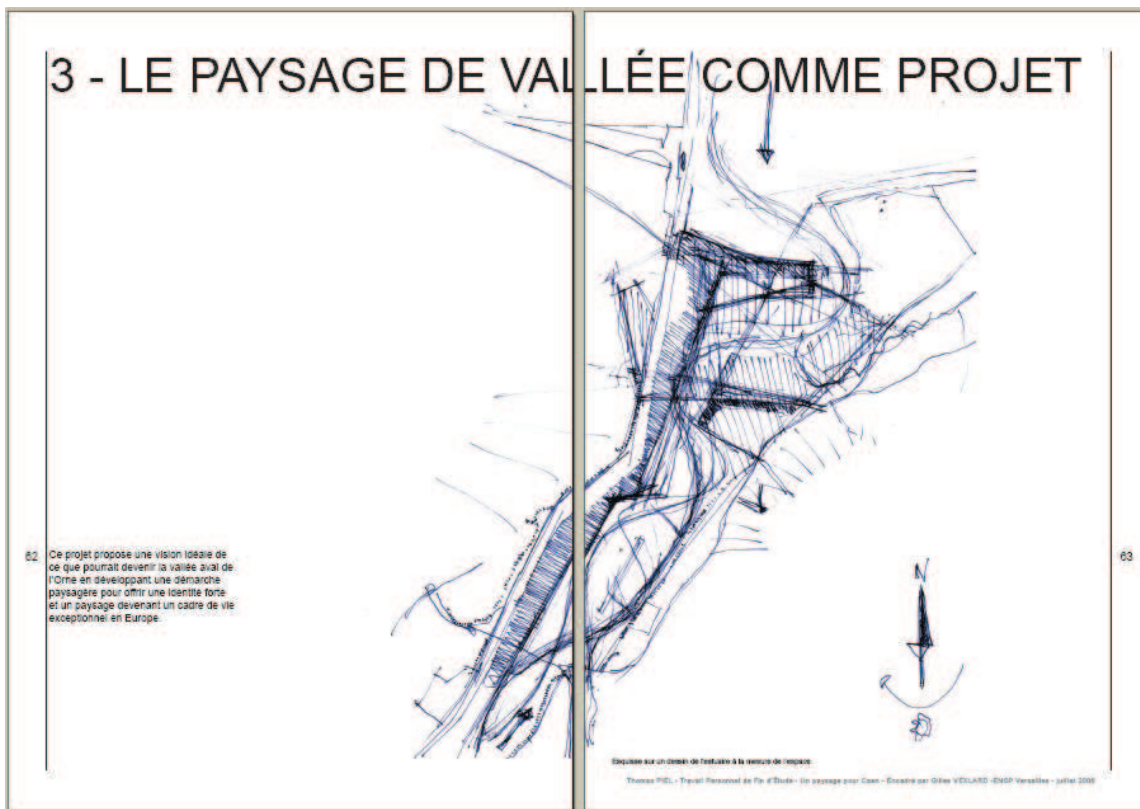 3 - LE PAYSAGE DE VALLÉE COMME PROJET
62
Ce projet propose une vision idéale de
ce que pourrait devenir la vallée aval de
l'Orne en développant une démarche
paysagère pour offrir une identité forte
et un paysage devenant un cadre de vie
exceptionnel en Europe.
63
N
Esquisse sur un dessin de l'estuaire à la mesure de l'espace.
Thomas PIEL - Travail Personnel de Fin d'Étude - Un paysage pour Caen - Encadré par Gilles VEXLARD - ENSP Versailles - juillet